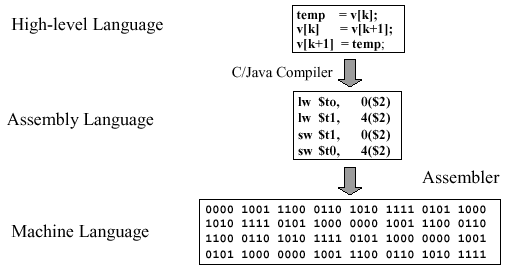 High-level Language
temp = v[k];
v[k] = v[k+1];
v[k+1] = temp;
C/Java Compiler
Assembly Language
lw $to, 0($2)
lw $t1, 4($2)
sw $t1, 0($2)
sw $t0, 4($2)
Assembler
Machine Language
0000 1001 1100 0110 1010 1111 0101 1000
1010 1111 0101 1000 0000 1001 1100 0110
1100 0110 1010 1111 0101 1000 0000 1001
0101 1000 0000 1001 1100 0110 1010 1111